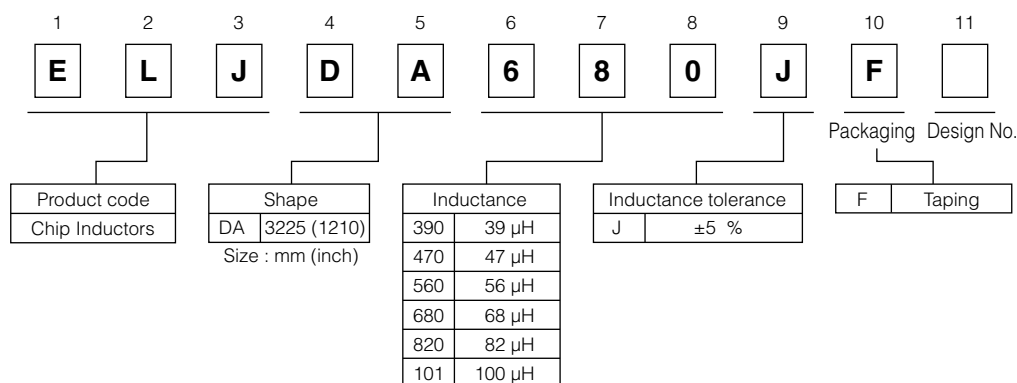 1 2 3 4 5 6 7 8 9 10 11
E L J D A 6 8 0 J F
Packaging Design No.
Product code
Chip Inductors
Shape
DA 3225 (1210)
Size : mm (inch)
Inductance
390 39 µH
470 47 µH
560 56 µH
680 68 µH
820 82 µH
101 100 µH
Inductance tolerance
J ±5 %
F Taping